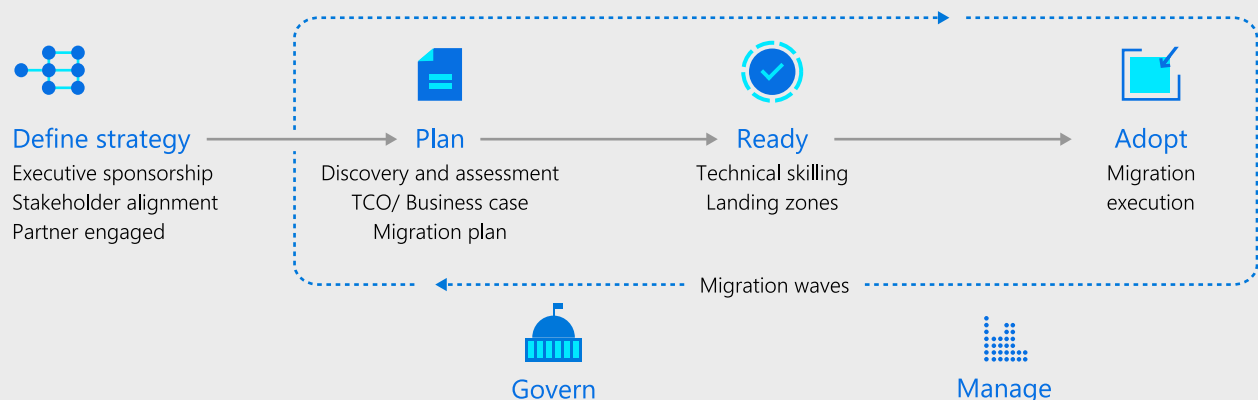 Define strategy
Executive sponsorship
Stakeholder alignment
Partner engaged
Plan
Discovery and assessment
TCO/ Business case
Migration plan
Ready
Technical skilling
Landing zones
Adopt
Migration
execution
Migration waves
Govern
Manage